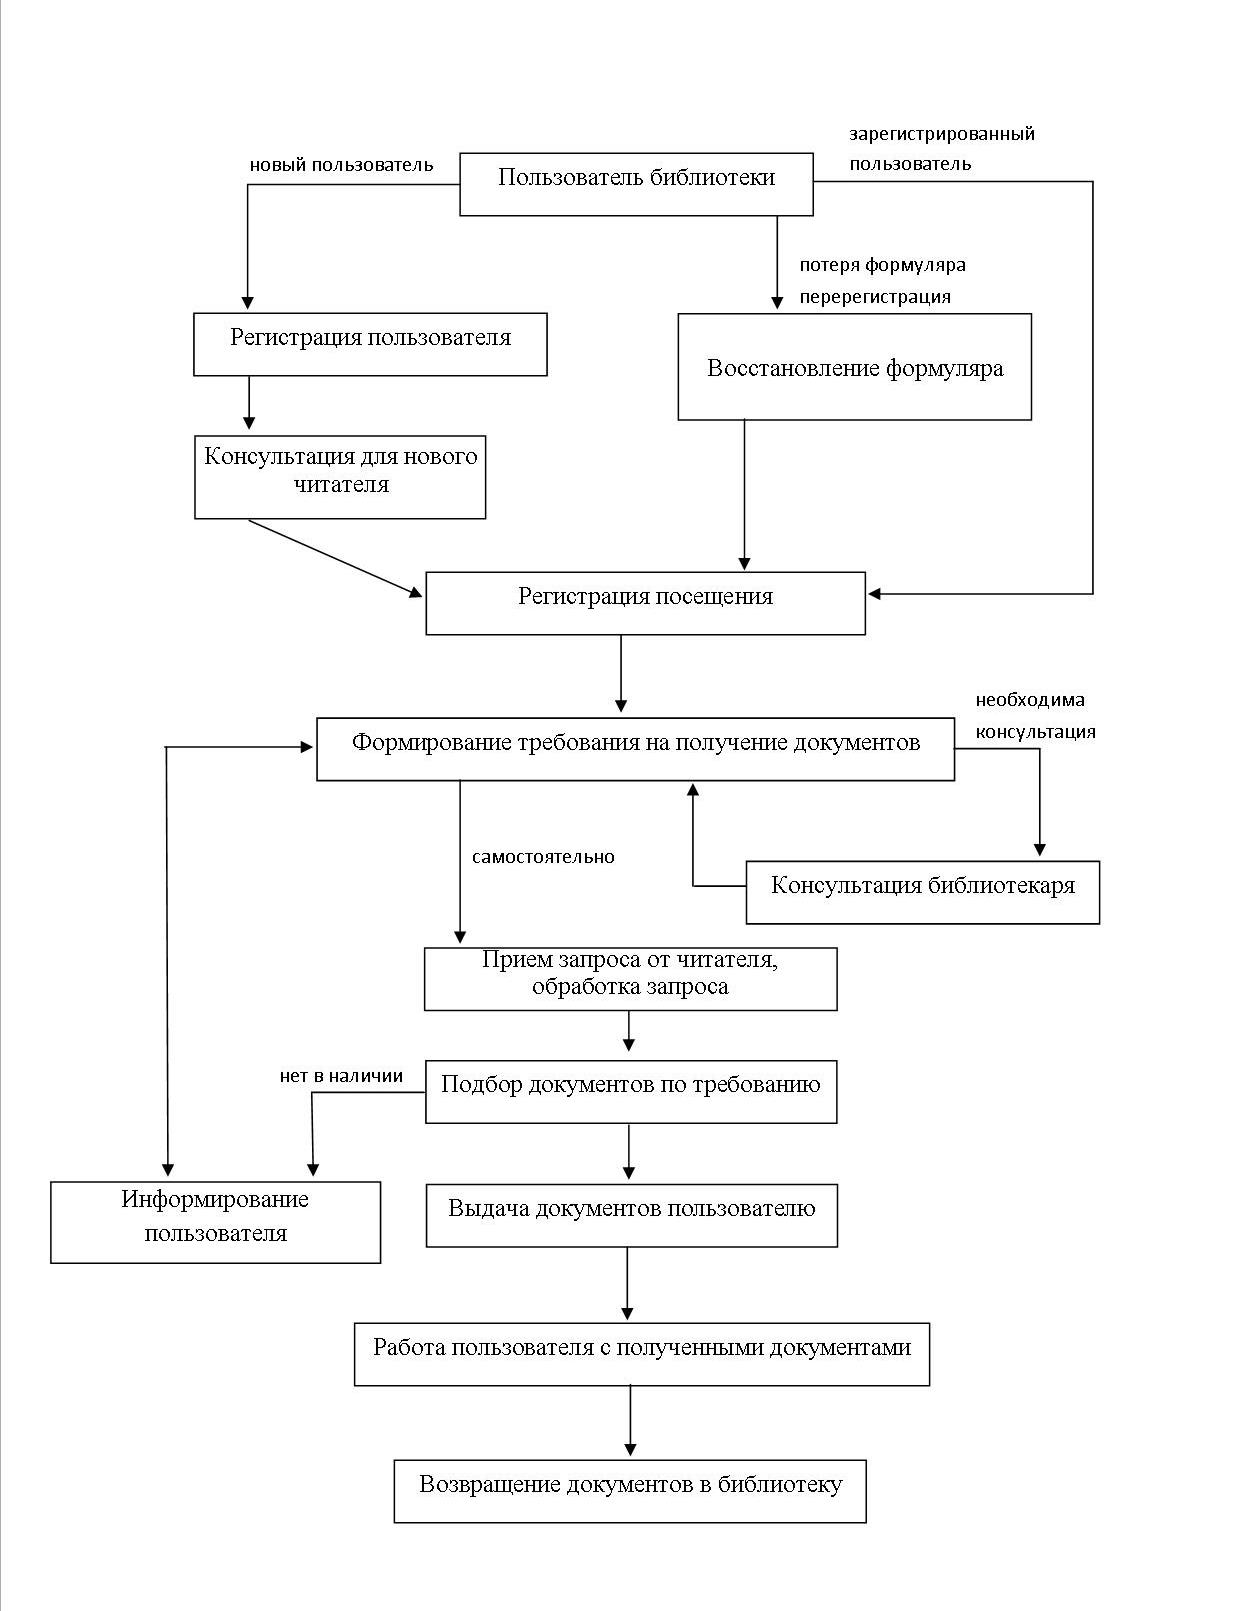 зарегистрированный
пользователь
новый пользователь
Пользователь библиотеки
потеря формуляра
перерегистрация
Регистрация пользователя
Восстановление формуляра
Консультация для нового
читателя
Регистрация посещения
необходима
консультация
Формирование требования на получение документов
самостоятельно
Консультация библиотекаря
Прием запроса от читателя,
обработка запроса
нет в наличии
Подбор документов по требованию
Информирование
пользователя
Выдача документов пользователю
Работа пользователя с полученными документами
Возвращение документов в библиотеку